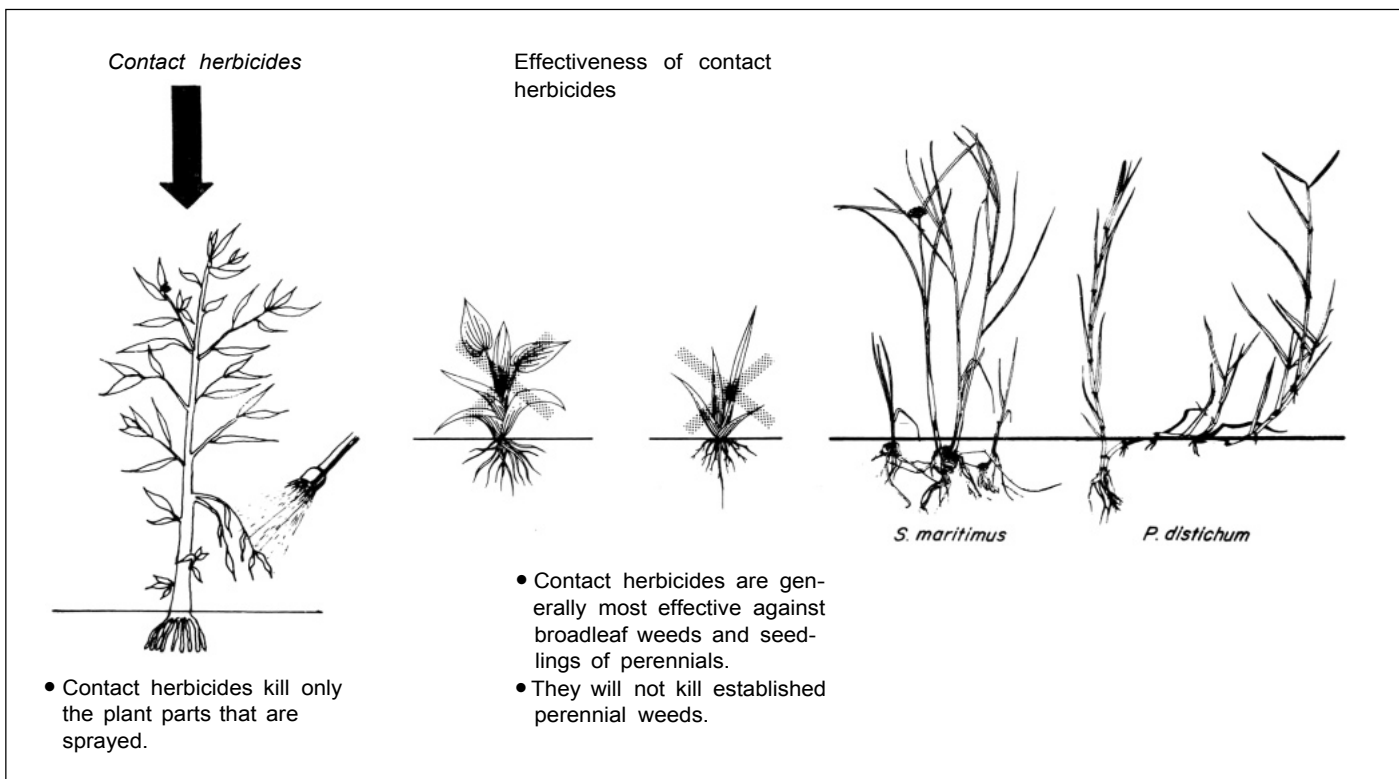 Contact herbicides
Effectiveness of contact
herbicides
S. maritimus
P. distichum
• Contact herbicides are gen-
erally most effective against
broadleaf weeds and seed-
lings of perennials.
• They will not kill established
perennial weeds.
• Contact herbicides kill only
the plant parts that are
sprayed.